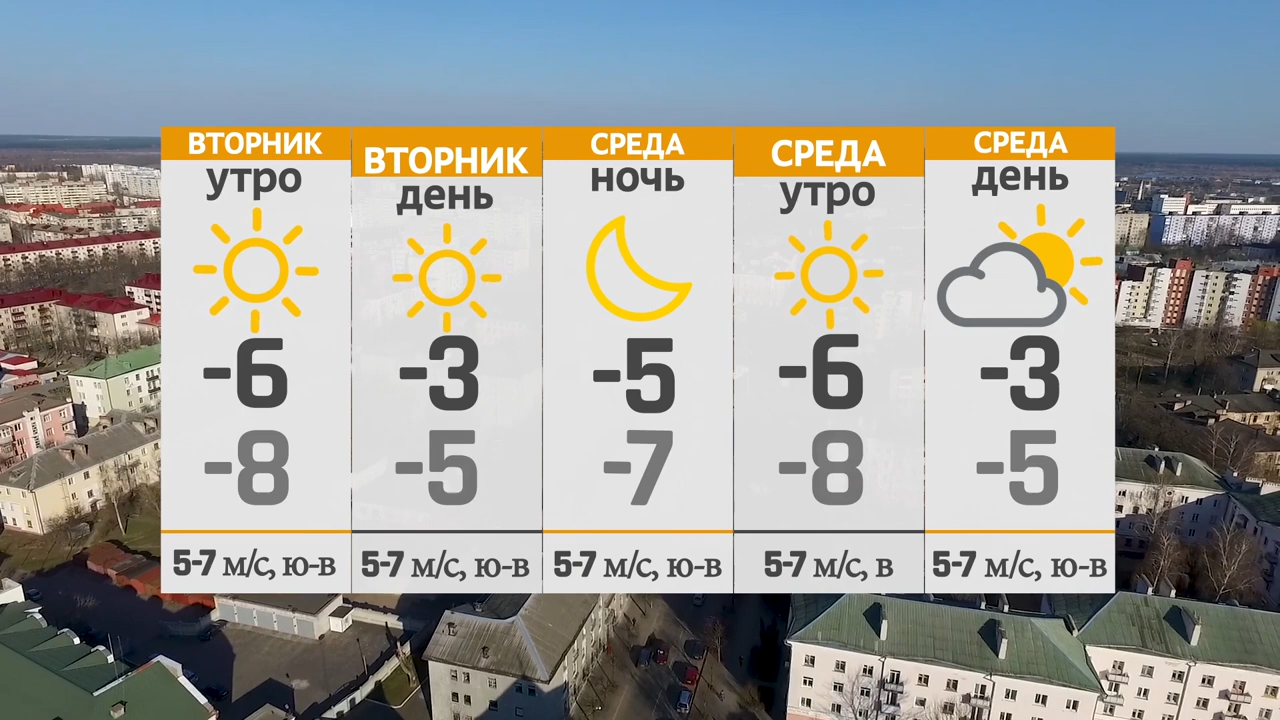 ВТОРНИК
утро
-6
-8
5-7 м/с, ю-в
ВТОРНИК
день
-3
-5
5-7 м/с, ю-в
СРЕДА
ночь
-5
-7
5-7 м/с, ю-в
СРЕДА
утро
-6
-8
5-7 м/с, в
СРЕДА
день
-3
-5
5-7 м/с, ю-в